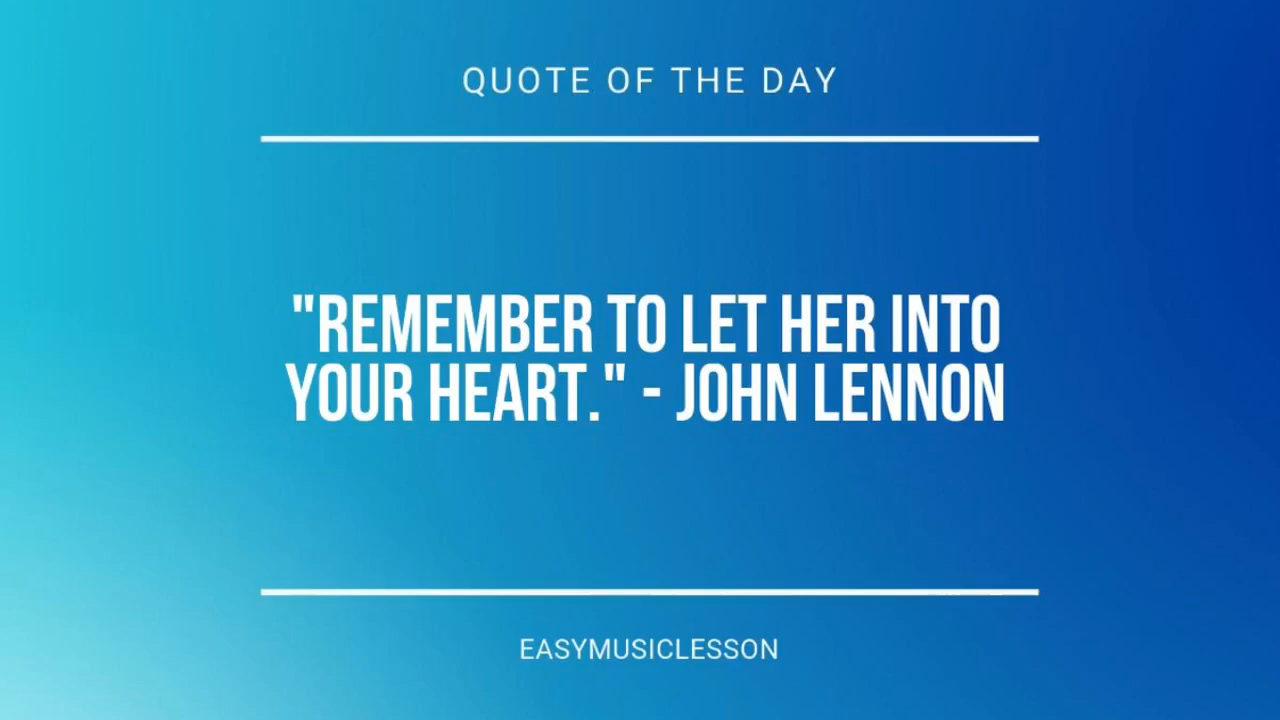 QUOTE OF THE DAY
"REMEMBER TO LET HER INTO
YOUR HEART." - JOHN LENNON
EASYMUSICLESSON